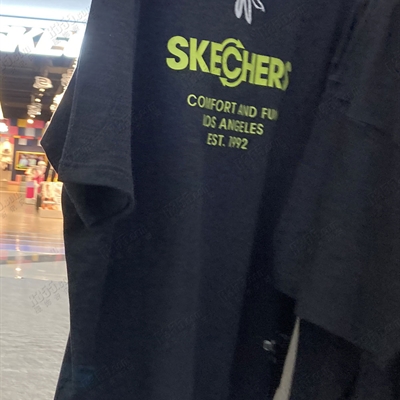 SKECHERS
COMFORT AND FUN
LOS ANGELES
EST. 1992